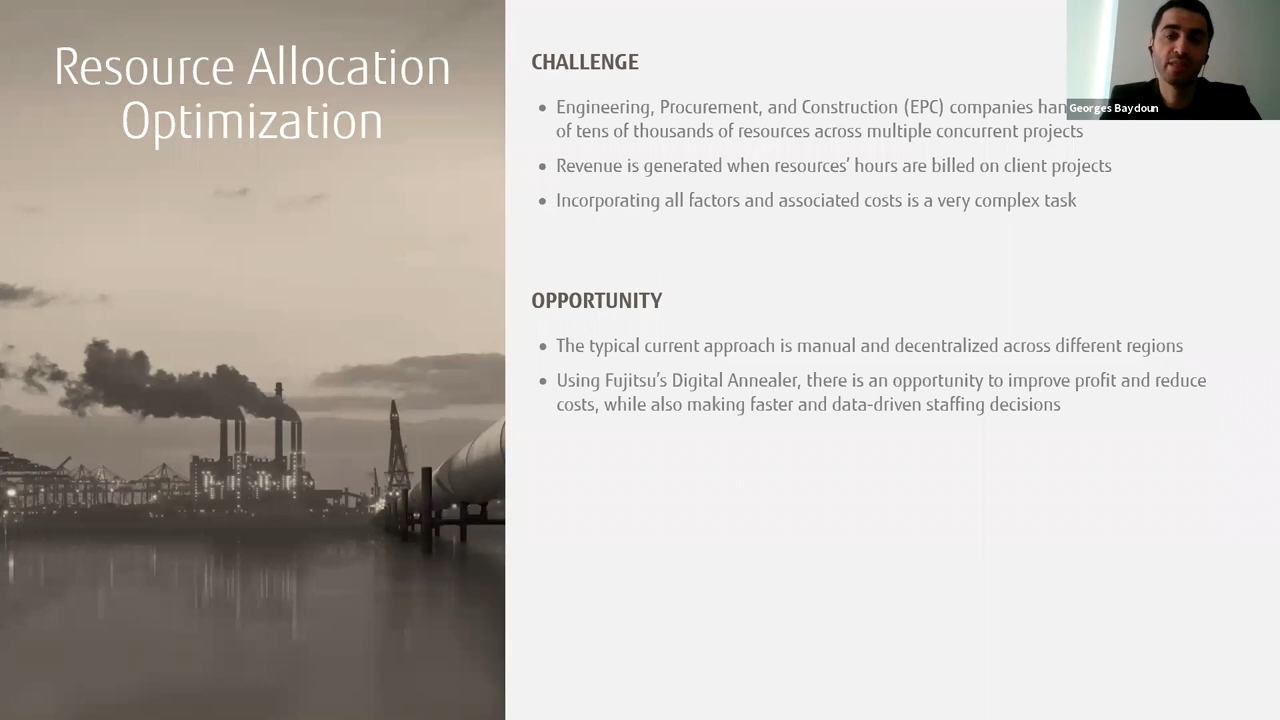 Resource Allocation
Optimization
CHALLENGE
• Engineering, Procurement, and Construction (EPC) companies
of tens of thousands of resources across multiple concurrent projects
• Revenue is generated when resources’ hours are billed on client projects
• Incorporating all factors and associated costs is a very complex task
OPPORTUNITY
• The typical current approach is manual and decentralized across different regions
• Using Fujitsu’s Digital Annealer, there is an opportunity to improve profit and reduce
costs, while also making faster and data-driven staffing decisions
Georges Baydoun